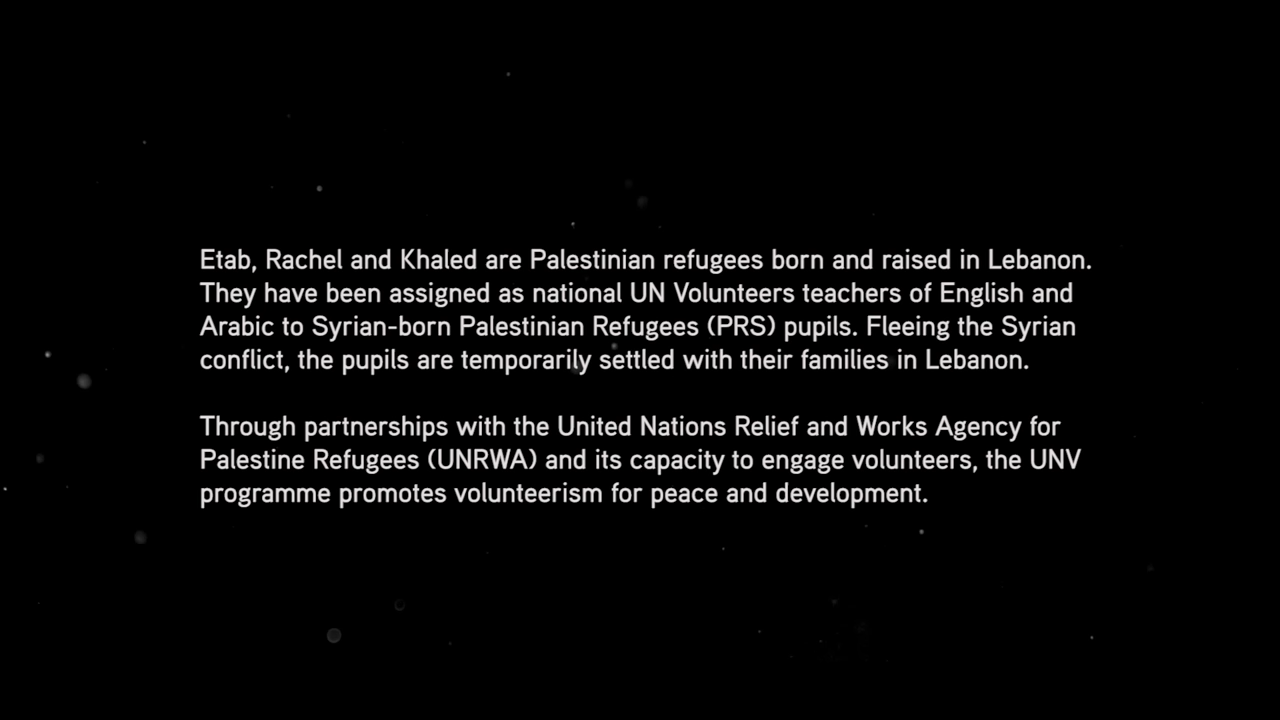 Etab, Rachel and Khaled are Palestinian refugees born and raised in Lebanon.
They have been assigned as national UN Volunteers teachers of English and
Arabic to Syrian-born Palestinian Refugees (PRS) pupils. Fleeing the Syrian
conflict, the pupils are temporarily settled with their families in Lebanon.
Through partnerships with the United Nations Relief and Works Agency for
Palestine Refugees (UNRWA) and its capacity to engage volunteers, the UNV
programme promotes volunteerism for peace and development.